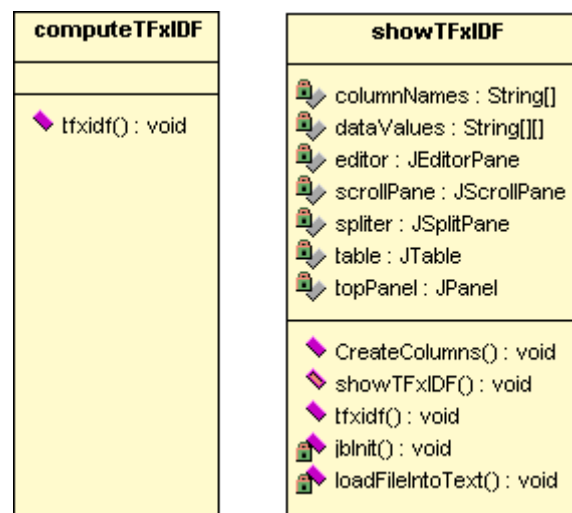 computeTFxIDF
tfxidf() : void
showTFxIDF
columnNames : String[]
dataValues : String[][]
editor : JEditorPane
scrollPane : JScrollPane
spliter : JSplitPane
table : JTable
topPanel : JPanel
CreateColumns() : void
showTFxIDF() : void
tfxidf() : void
jbInit() : void
loadFileIntoText() : void